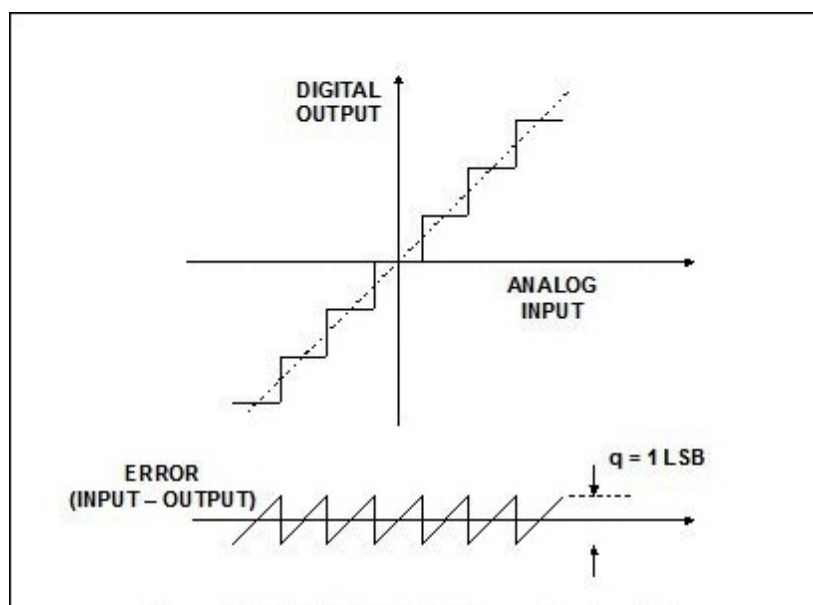 DIGITAL
OUTPUT
ANALOG
INPUT
q = 1 LSB
ERROR
(INPUT – OUTPUT)